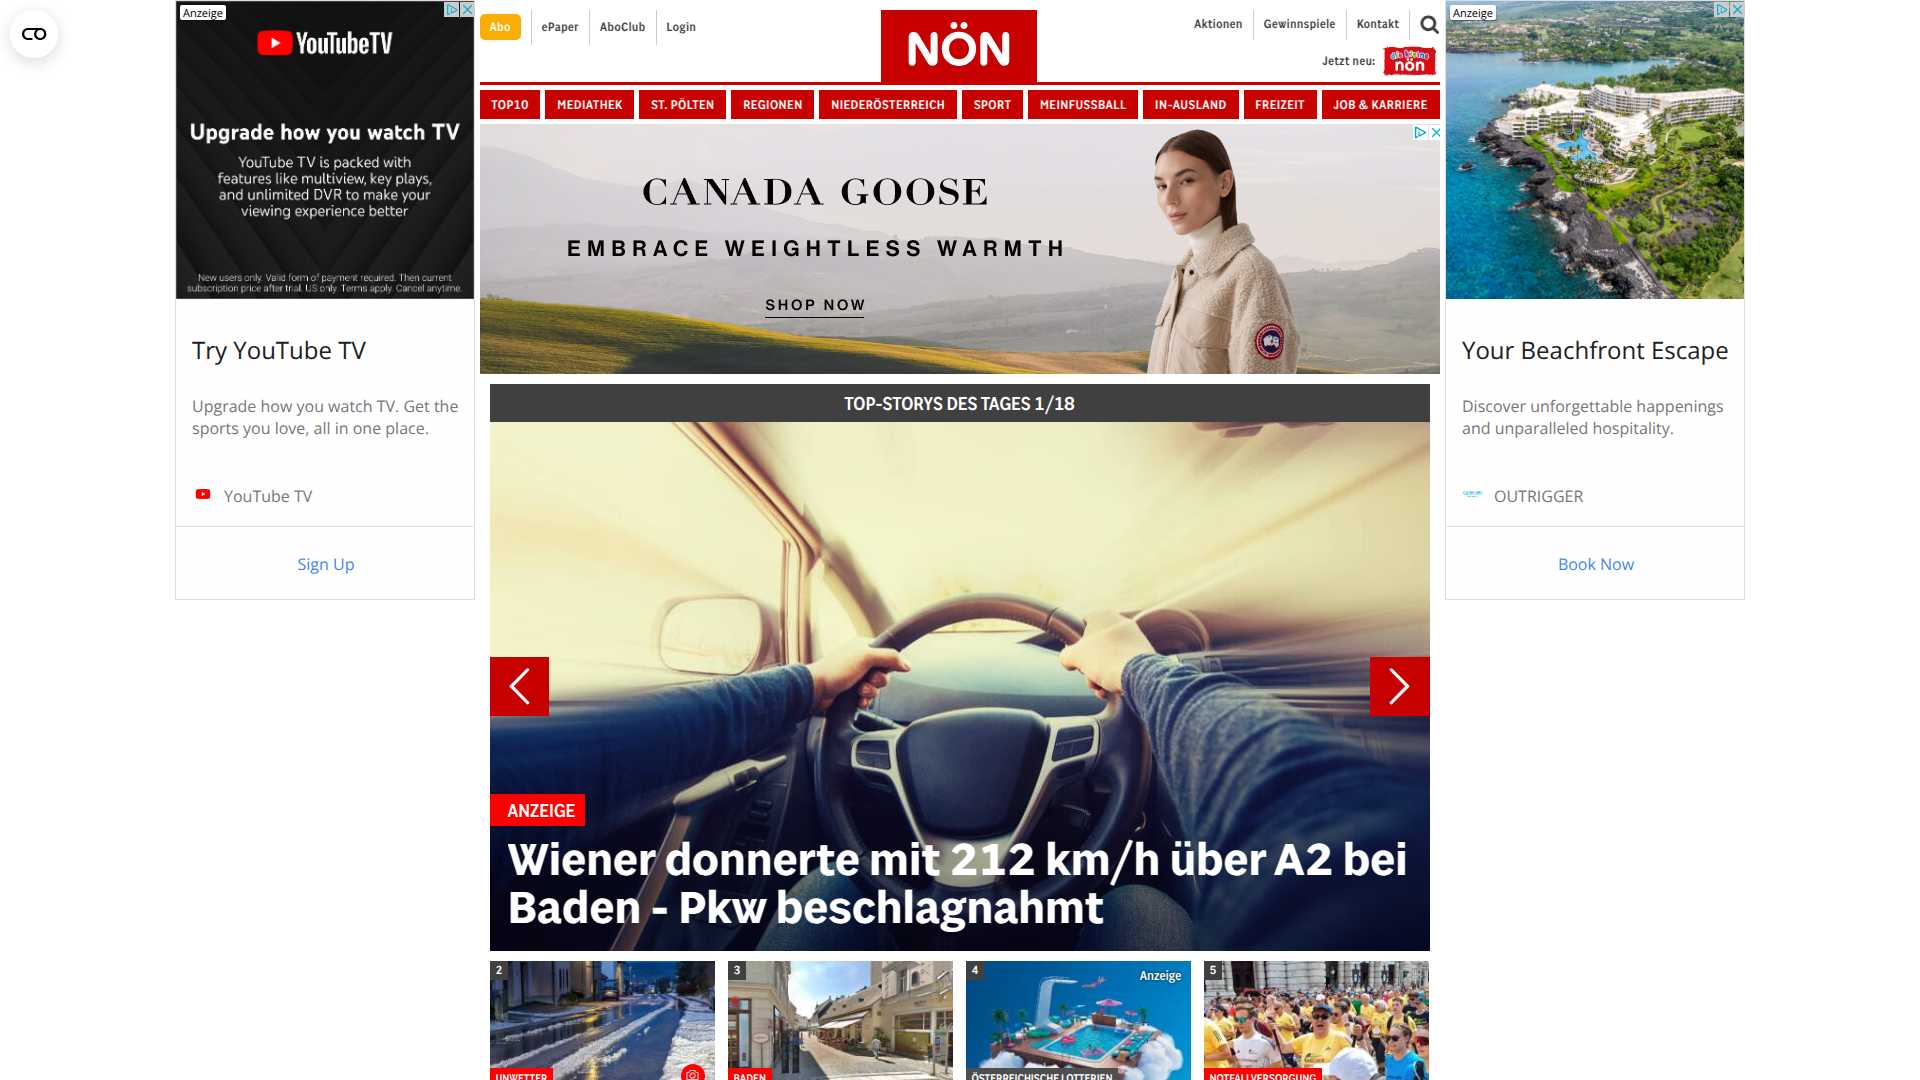 Anzeige
YouTubeTV
Upgrade how you watch TV
YouTube TV is packed with
features like multiview, key plays,
and unlimited DVR to make your
viewing experience better
New users only. Valid form of payment required. Then current
subscription price after trial. US only. Terms apply. Cancel anytime.
Try YouTube TV
Upgrade how you watch TV. Get the
sports you love, all in one place.
YouTube TV
Sign Up
Abo
ePaper
AboClub
Login
NÖN
Aktionen
Gewinnspiele
Kontakt
Jetzt neu:
die kleine
nön
TOP10
MEDIATHEK
ST. PÖLTEN
REGIONEN
NIEDERÖSTERREICH
SPORT
MEINFUSSBALL
IN-AUSLAND
FREIZEIT
JOB & KARRIERE
CANADA GOOSE
EMBRACE WEIGHTLESS WARMTH
SHOP NOW
TOP-STORYS DES TAGES 1/18
ANZEIGE
Wiener donnerte mit 212 km/h über A2 bei
Baden - Pkw beschlagnahmt
2
UNWETTER
3
BADEN
4
Anzeige
ÖSTERREICHISCHE LOTTERIEN
5
NOTFALLVERSORGUNG
Anzeige
Your Beachfront Escape
Discover unforgettable happenings
and unparalleled hospitality.
OUTRIGGER
Book Now